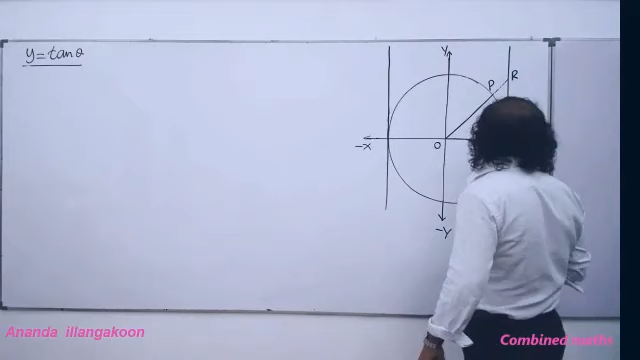 y = tanθ
Y
P
R
-X
O
-Y
Ananda illangakoon
Combined maths